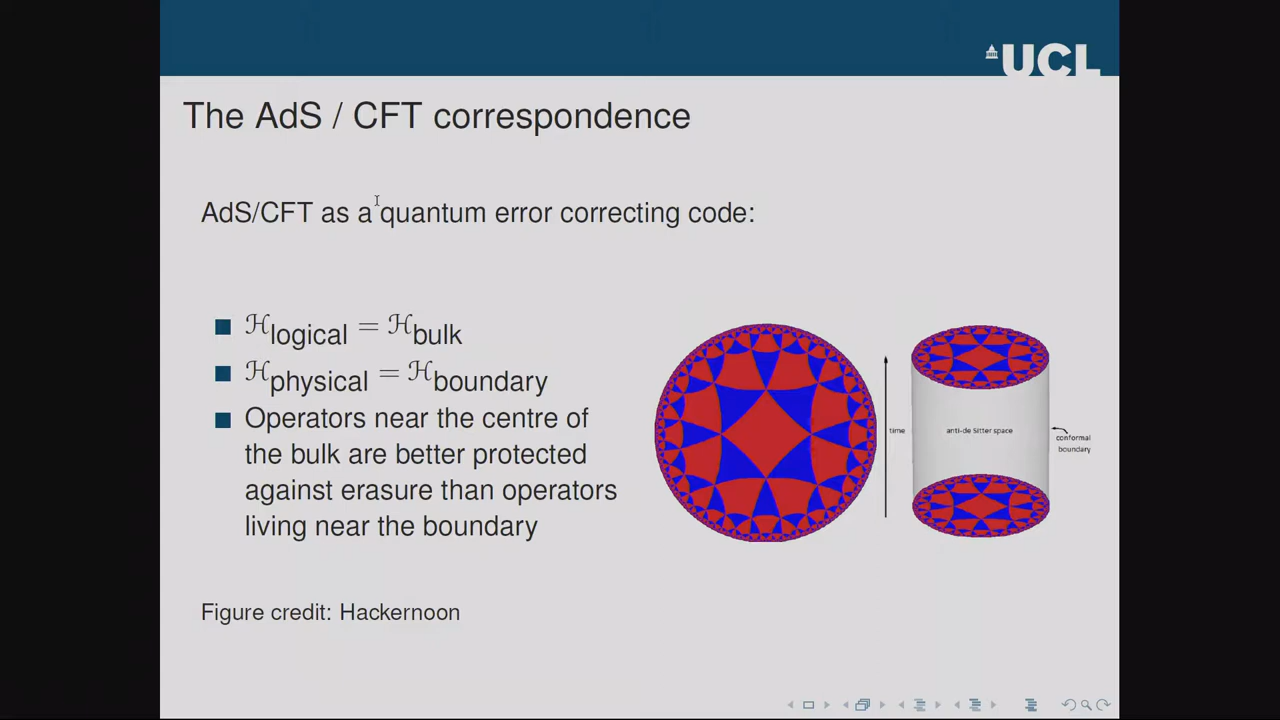 UCL
The AdS / CFT correspondence
AdS/CFT as a quantum error correcting code:
ℋlogical = ℋbulk
ℋphysical = ℋboundary
Operators near the centre of
the bulk are better protected
against erasure than operators
living near the boundary
time
anti-de Sitter space
conformal
boundary
Figure credit: Hackernoon